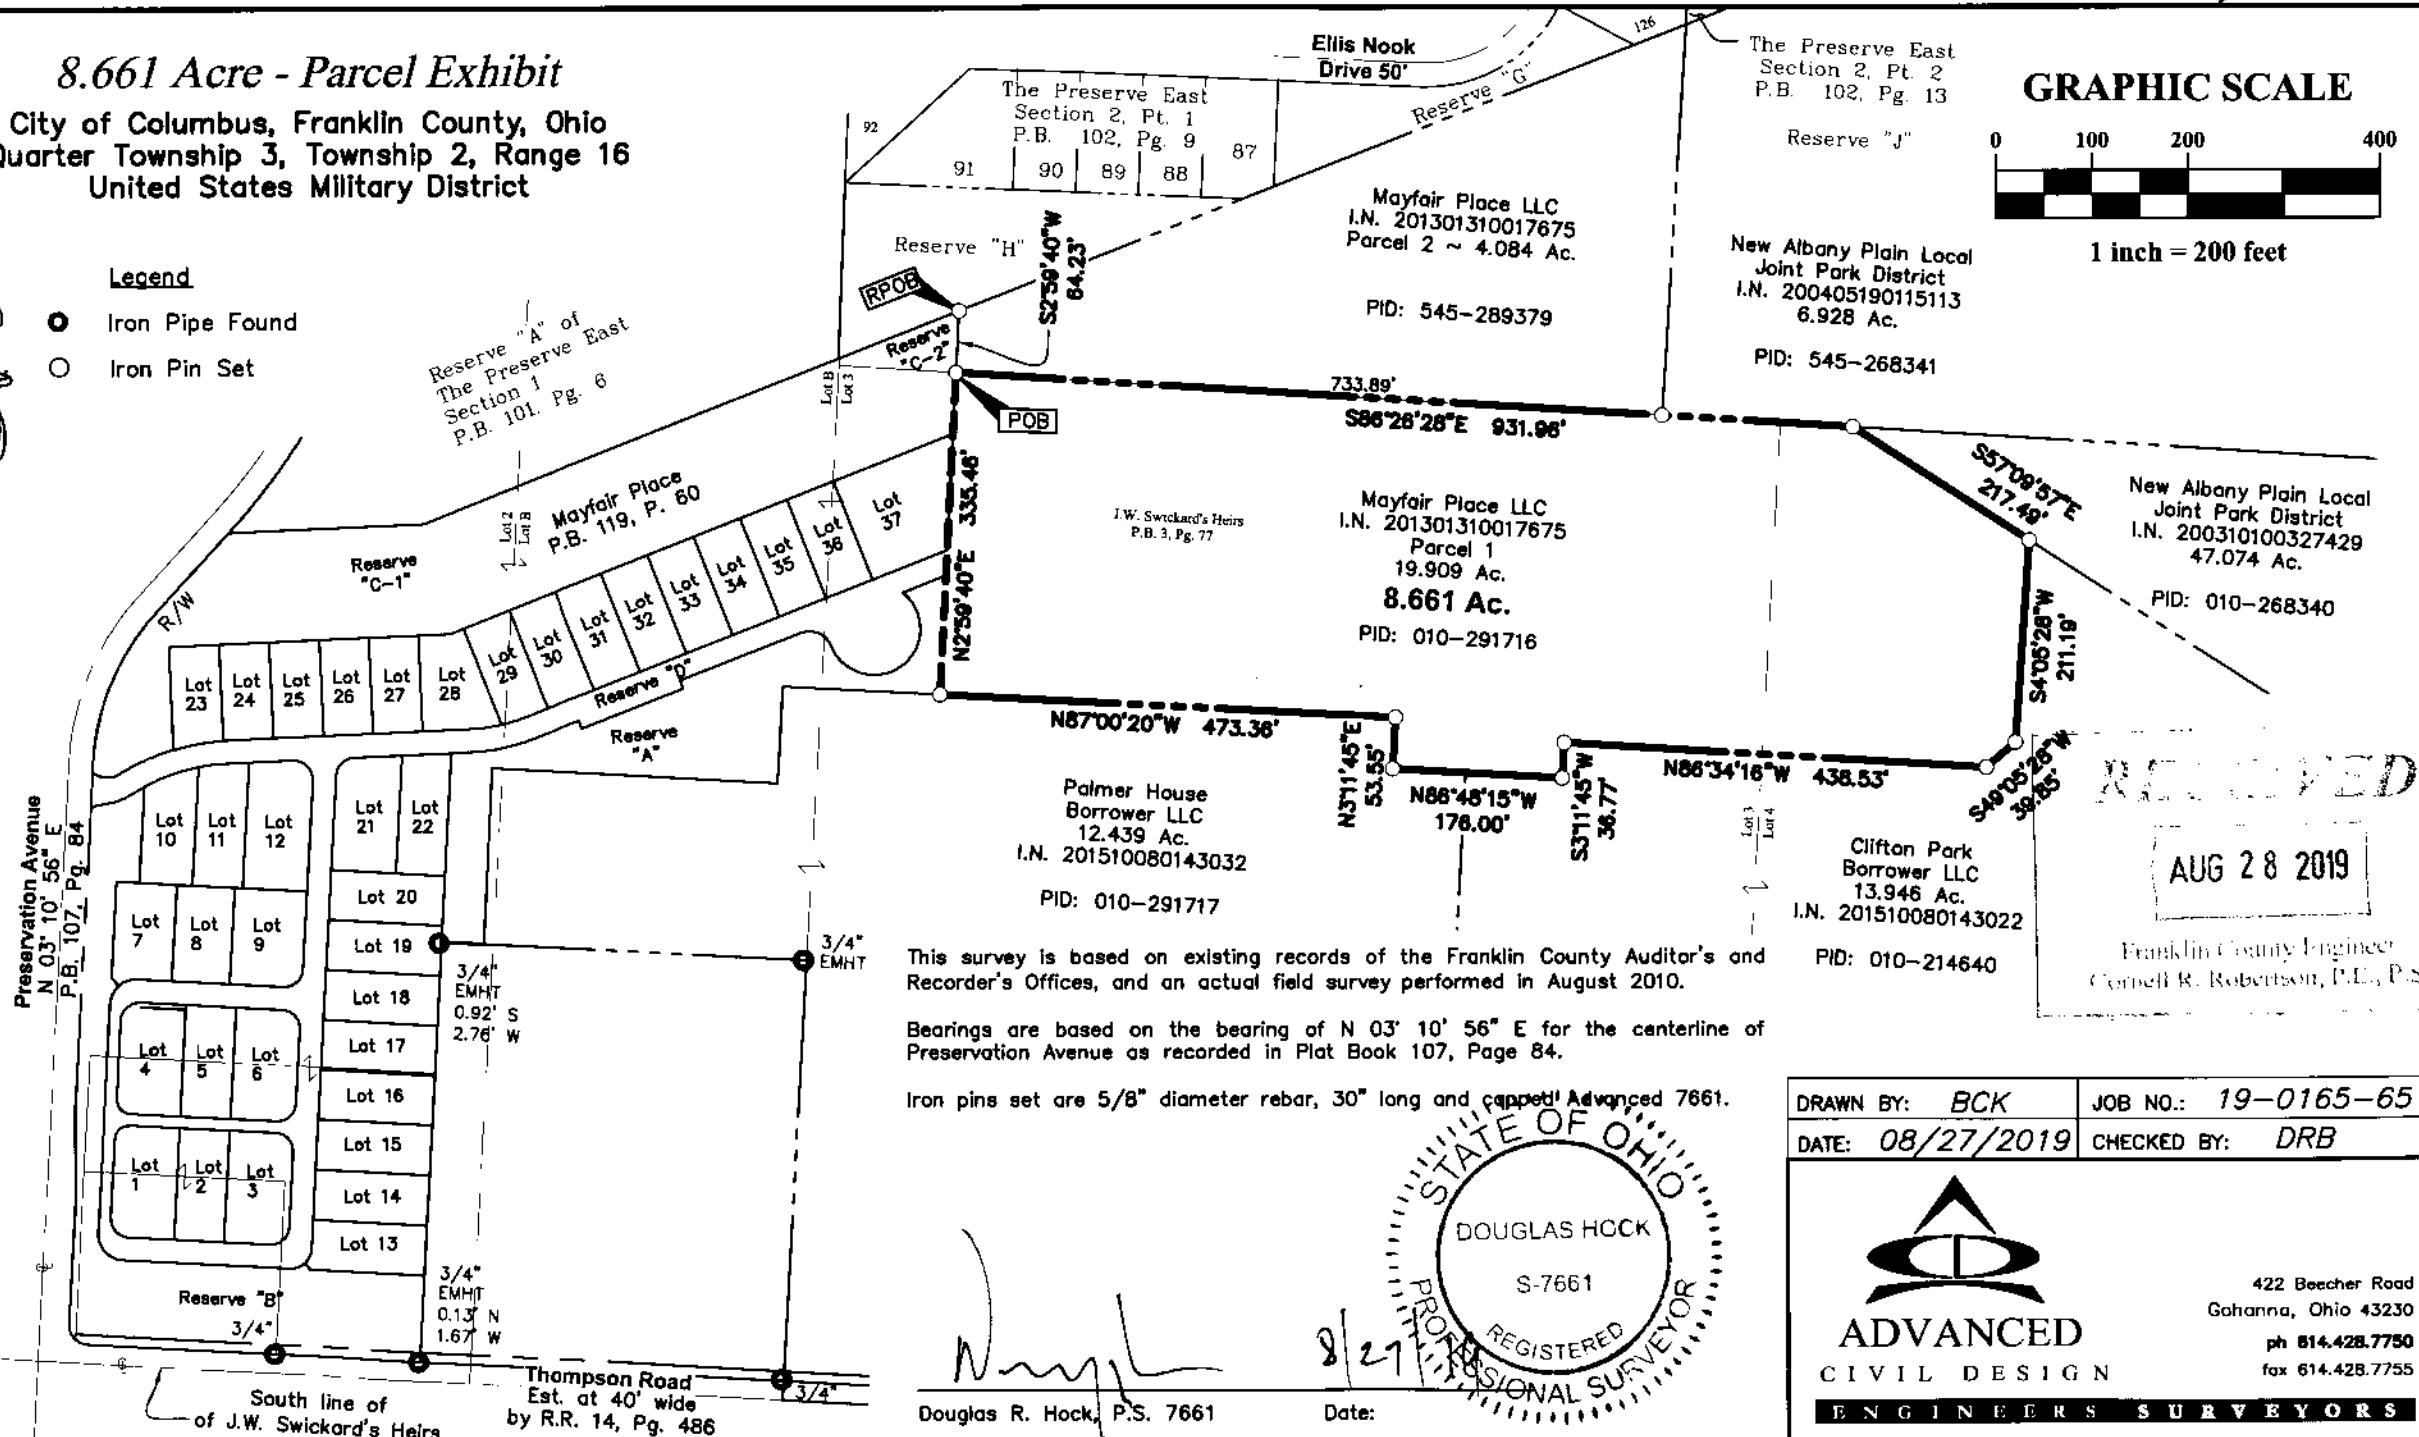 8.661 Acre - Parcel Exhibit
City of Columbus, Franklin County, Ohio
Quarter Township 3, Township 2, Range 16
United States Military District
Legend
Iron Pipe Found
Iron Pin Set
Ellis Nook
Drive 50'
126
The Preserve East
Section 2, Pt. 2
P.B. 102, Pg. 13
Reserve "J"
GRAPHIC SCALE
0 100 200 400
1 inch = 200 feet
92
The Preserve East
Section 2, Pt. 1
P.B. 102, Pg. 9
91
90
89
88
87
Reserve "G"
Reserve "H"
RPOB
Reserve
"C-2"
S2°59'40"W
64.23'
Mayfair Place LLC
I.N. 201301310017675
Parcel 2 ~ 4.084 Ac.
PID: 545-289379
New Albany Plain Local
Joint Park District
I.N. 200405190115113
6.928 Ac.
PID: 545-268341
Reserve "A" of
The Preserve East
Section 1
P.B. 101, Pg. 6
Lot B
Lot 3
POB
733.89'
S86°26'28"E 931.96'
S57°09'57"E
217.49'
New Albany Plain Local
Joint Park District
I.N. 200310100327429
47.074 Ac.
PID: 010-268340
S4°05'28"W
211.19'
S49°05'28"W
39.85'
N2°59'40"E 335.46'
J.W. Swickard's Heirs
P.B. 3, Pg. 77
Mayfair Place LLC
I.N. 201301310017675
Parcel 1
19.909 Ac.
8.661 Ac.
PID: 010-291716
N87°00'20"W 473.36'
N3°11'45"E
53.55'
N86°48'15"W
176.00'
S3°11'45"W
36.77'
N86°34'16"W 438.53'
Lot 3
Lot 4
Mayfair Place
P.B. 119, P. 60
Lot 2
Lot B
Reserve
"C-1"
R/W
Lot
23
Lot
24
Lot
25
Lot
26
Lot
27
Lot
28
Lot
29
Lot
30
Lot
31
Lot
32
Lot
33
Lot
34
Lot
35
Lot
36
Lot
37
Reserve "D"
Reserve
"A"
Lot
10
Lot
11
Lot
12
Lot
21
Lot
22
Lot
7
Lot
8
Lot
9
Lot 20
Lot 19
Lot 18
Lot 17
Lot 16
Lot 15
Lot 14
Lot 13
Lot
4
Lot
5
Lot
6
Lot
1
Lot
2
Lot
3
Preservation Avenue
N 03° 10' 56" E
P.B. 107, Pg. 84
3/4"
EMHT
0.92' S
2.76' W
3/4"
EMHT
3/4"
EMHT
0.13' N
1.67' W
Reserve "B"
3/4"
3/4"
Thompson Road
Est. at 40' wide
by R.R. 14, Pg. 486
South line of
of J.W. Swickard's Heirs
Palmer House
Borrower LLC
12.439 Ac.
I.N. 201510080143032
PID: 010-291717
Clifton Park
Borrower LLC
13.946 Ac.
I.N. 201510080143022
PID: 010-214640
RECEIVED
AUG 28 2019
Franklin County Engineer
Cornell R. Robertson, P.E., P.S.
This survey is based on existing records of the Franklin County Auditor's and
Recorder's Offices, and an actual field survey performed in August 2010.
Bearings are based on the bearing of N 03° 10' 56" E for the centerline of
Preservation Avenue as recorded in Plat Book 107, Page 84.
Iron pins set are 5/8" diameter rebar, 30" long and capped Advanced 7661.
STATE OF OHIO
DOUGLAS HOCK
S-7661
REGISTERED
PROFESSIONAL SURVEYOR
8/27/
Douglas R. Hock, P.S. 7661
Date:
DRAWN BY: BCK
JOB NO.: 19-0165-65
DATE: 08/27/2019
CHECKED BY: DRB
ADVANCED
CIVIL DESIGN
ENGINEERS SURVEYORS
422 Beecher Road
Gahanna, Ohio 43230
ph 614.428.7750
fax 614.428.7755